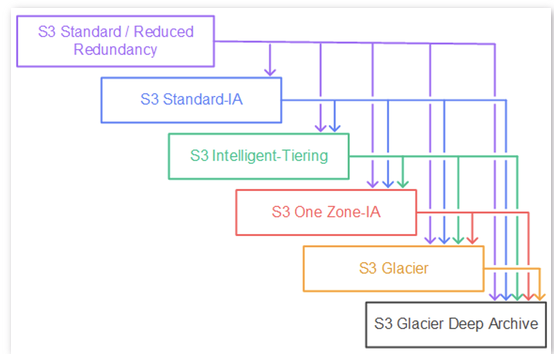 S3 Standard / Reduced
Redundancy
S3 Standard-IA
S3 Intelligent-Tiering
S3 One Zone-IA
S3 Glacier
S3 Glacier Deep Archive